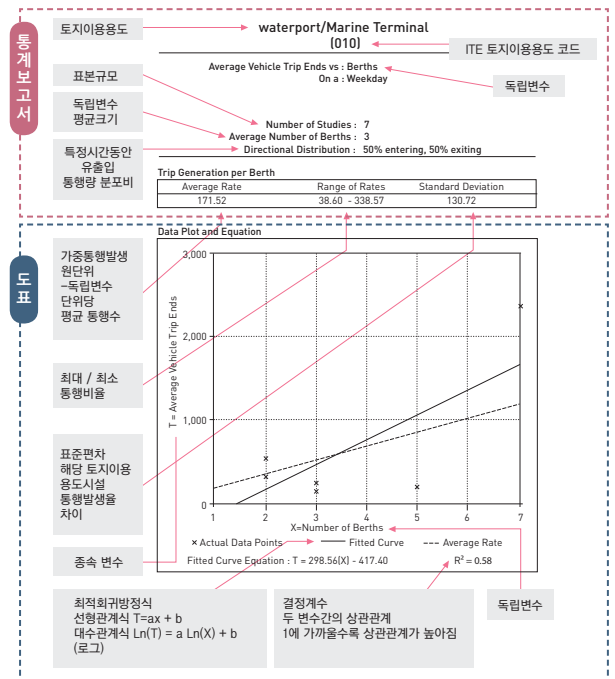 통계보고서
토지이용용도
waterport/Marine Terminal
(010)
ITE 토지이용용도 코드
Average Vehicle Trip Ends vs : Berths
On a : Weekday
독립변수
표본규모
독립변수
평균크기
특정시간동안
유출입
통행량 분포비
Number of Studies : 7
Average Number of Berths : 3
Directional Distribution : 50% entering, 50% exiting
Trip Generation per Berth
Average Rate Range of Rates Standard Deviation
171.52 38.60 - 338.57 130.72
도표
Data Plot and Equation
가중통행발생
원단위
-독립변수
단위당
평균 통행수
최대 / 최소
통행비율
표준편차
해당 토지이용
용도시설
통행발생율
차이
종속 변수
T = Average Vehicle Trip Ends
3,000
2,000
1,000
0
1 2 3 4 5 6 7
X=Number of Berths
× Actual Data Points Fitted Curve Average Rate
Fitted Curve Equation : T = 298.56(X) - 417.40 R² = 0.58
최적회귀방정식
선형관계식 T=ax + b
대수관계식 Ln(T) = a Ln(X) + b
(로그)
결정계수
두 변수간의 상관관계
1에 가까울수록 상관관계가 높아짐
독립변수